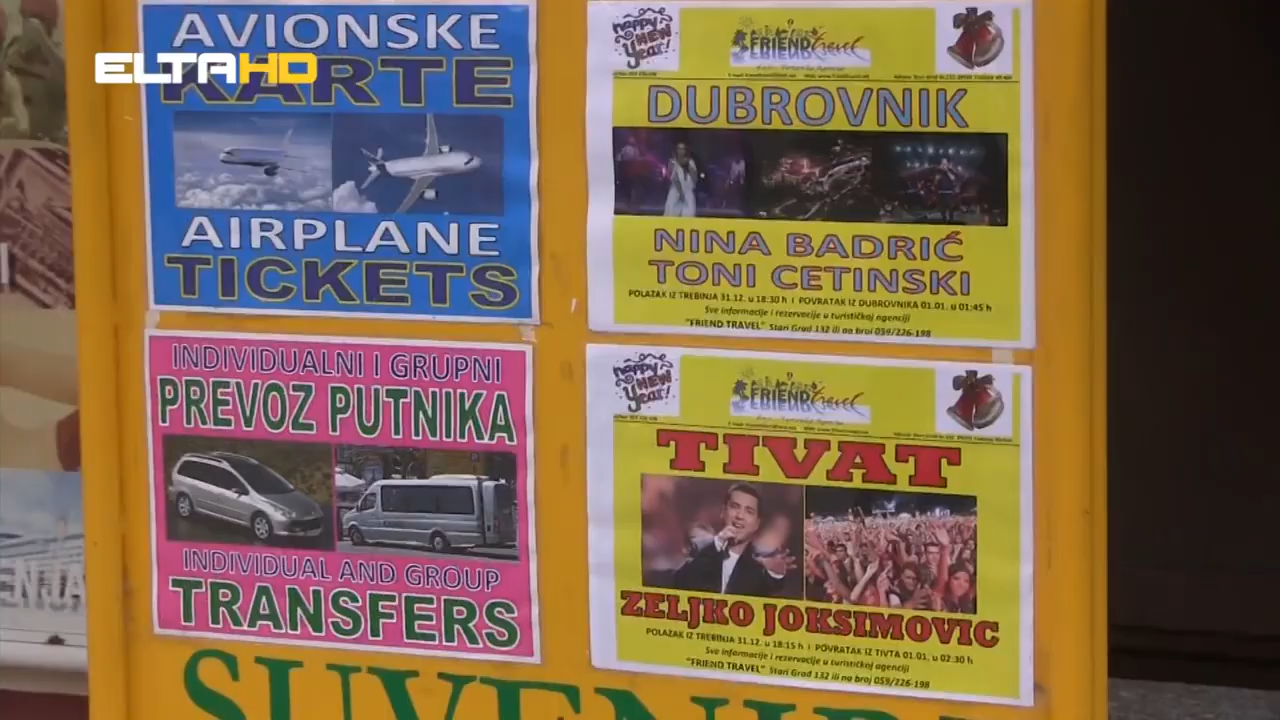 ELTAHD
AVIONSKE
KARTE
AIRPLANE
TICKETS
INDIVIDUALNI I GRUPNI
PREVOZ PUTNIKA
INDIVIDUAL AND GROUP
TRANSFERS
happy
NEW
year!
FRIEND travel
DUBROVNIK
NINA BADRIĆ
TONI CETINSKI
POLAZAK IZ TREBINJA 31.12. u 18:30 h I POVRATAK IZ DUBROVNIKA 01.01. u 01:45 h
Sve informacije i rezervacije u turističkoj agenciji
"FRIEND TRAVEL" Stari Grad 132 ili na broj 059/226-198
happy
NEW
year!
FRIEND travel
TIVAT
ZELJKO JOKSIMOVIC
POLAZAK IZ TREBINJA 31.12. u 18:15 h I POVRATAK IZ TIVTA 01.01. u 02:30 h
Sve informacije i rezervacije u turističkoj agenciji
"FRIEND TRAVEL" Stari Grad 132 ili na broj 059/226-198